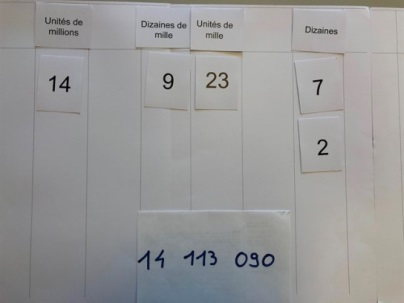 Unités de millions
Dizaines de mille
Unités de mille
Dizaines
14
9
23
7
2
14 113 090